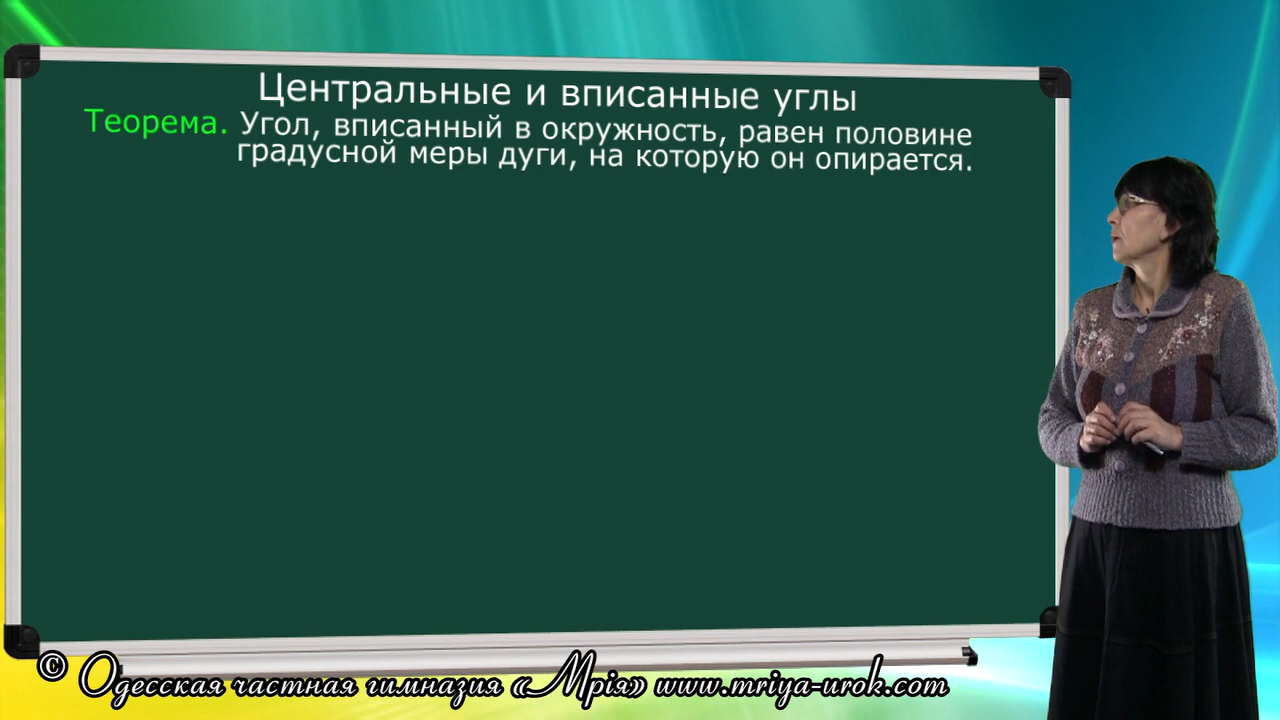 Центральные и вписанные углы
Теорема. Угол, вписанный в окружность, равен половине
градусной меры дуги, на которую он опирается.
© Одесская частная гимназия «Мрія» www.mriya-urok.com